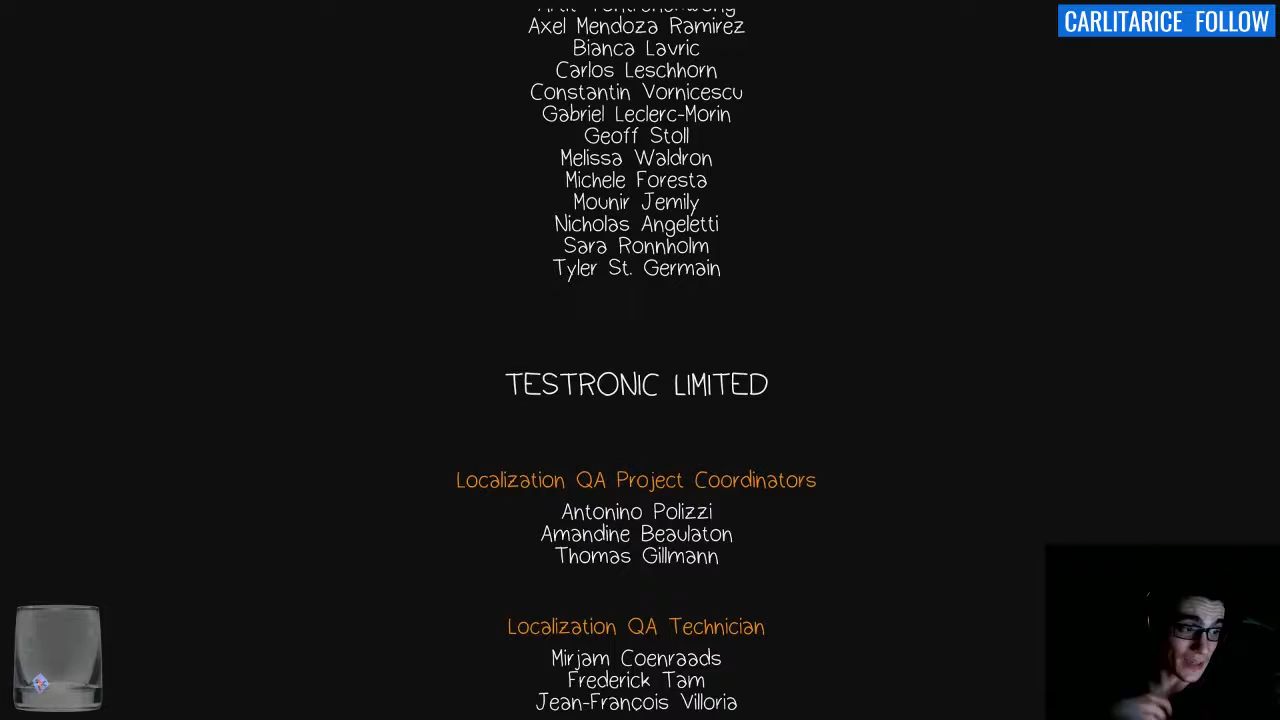 CARLITARICE FOLLOW
Axel Mendoza Ramirez
Bianca Lavric
Carlos Leschhorn
Constantin Vornicescu
Gabriel Leclerc-Morin
Geoff Stoll
Melissa Waldron
Michele Foresta
Mounir Jemily
Nicholas Angeletti
Sara Ronnholm
Tyler St. Germain
TESTRONIC LIMITED
Localization QA Project Coordinators
Antonino Polizzi
Amandine Beaulaton
Thomas Gillmann
Localization QA Technician
Mirjam Coenraads
Frederick Tam
Jean-François Villoria